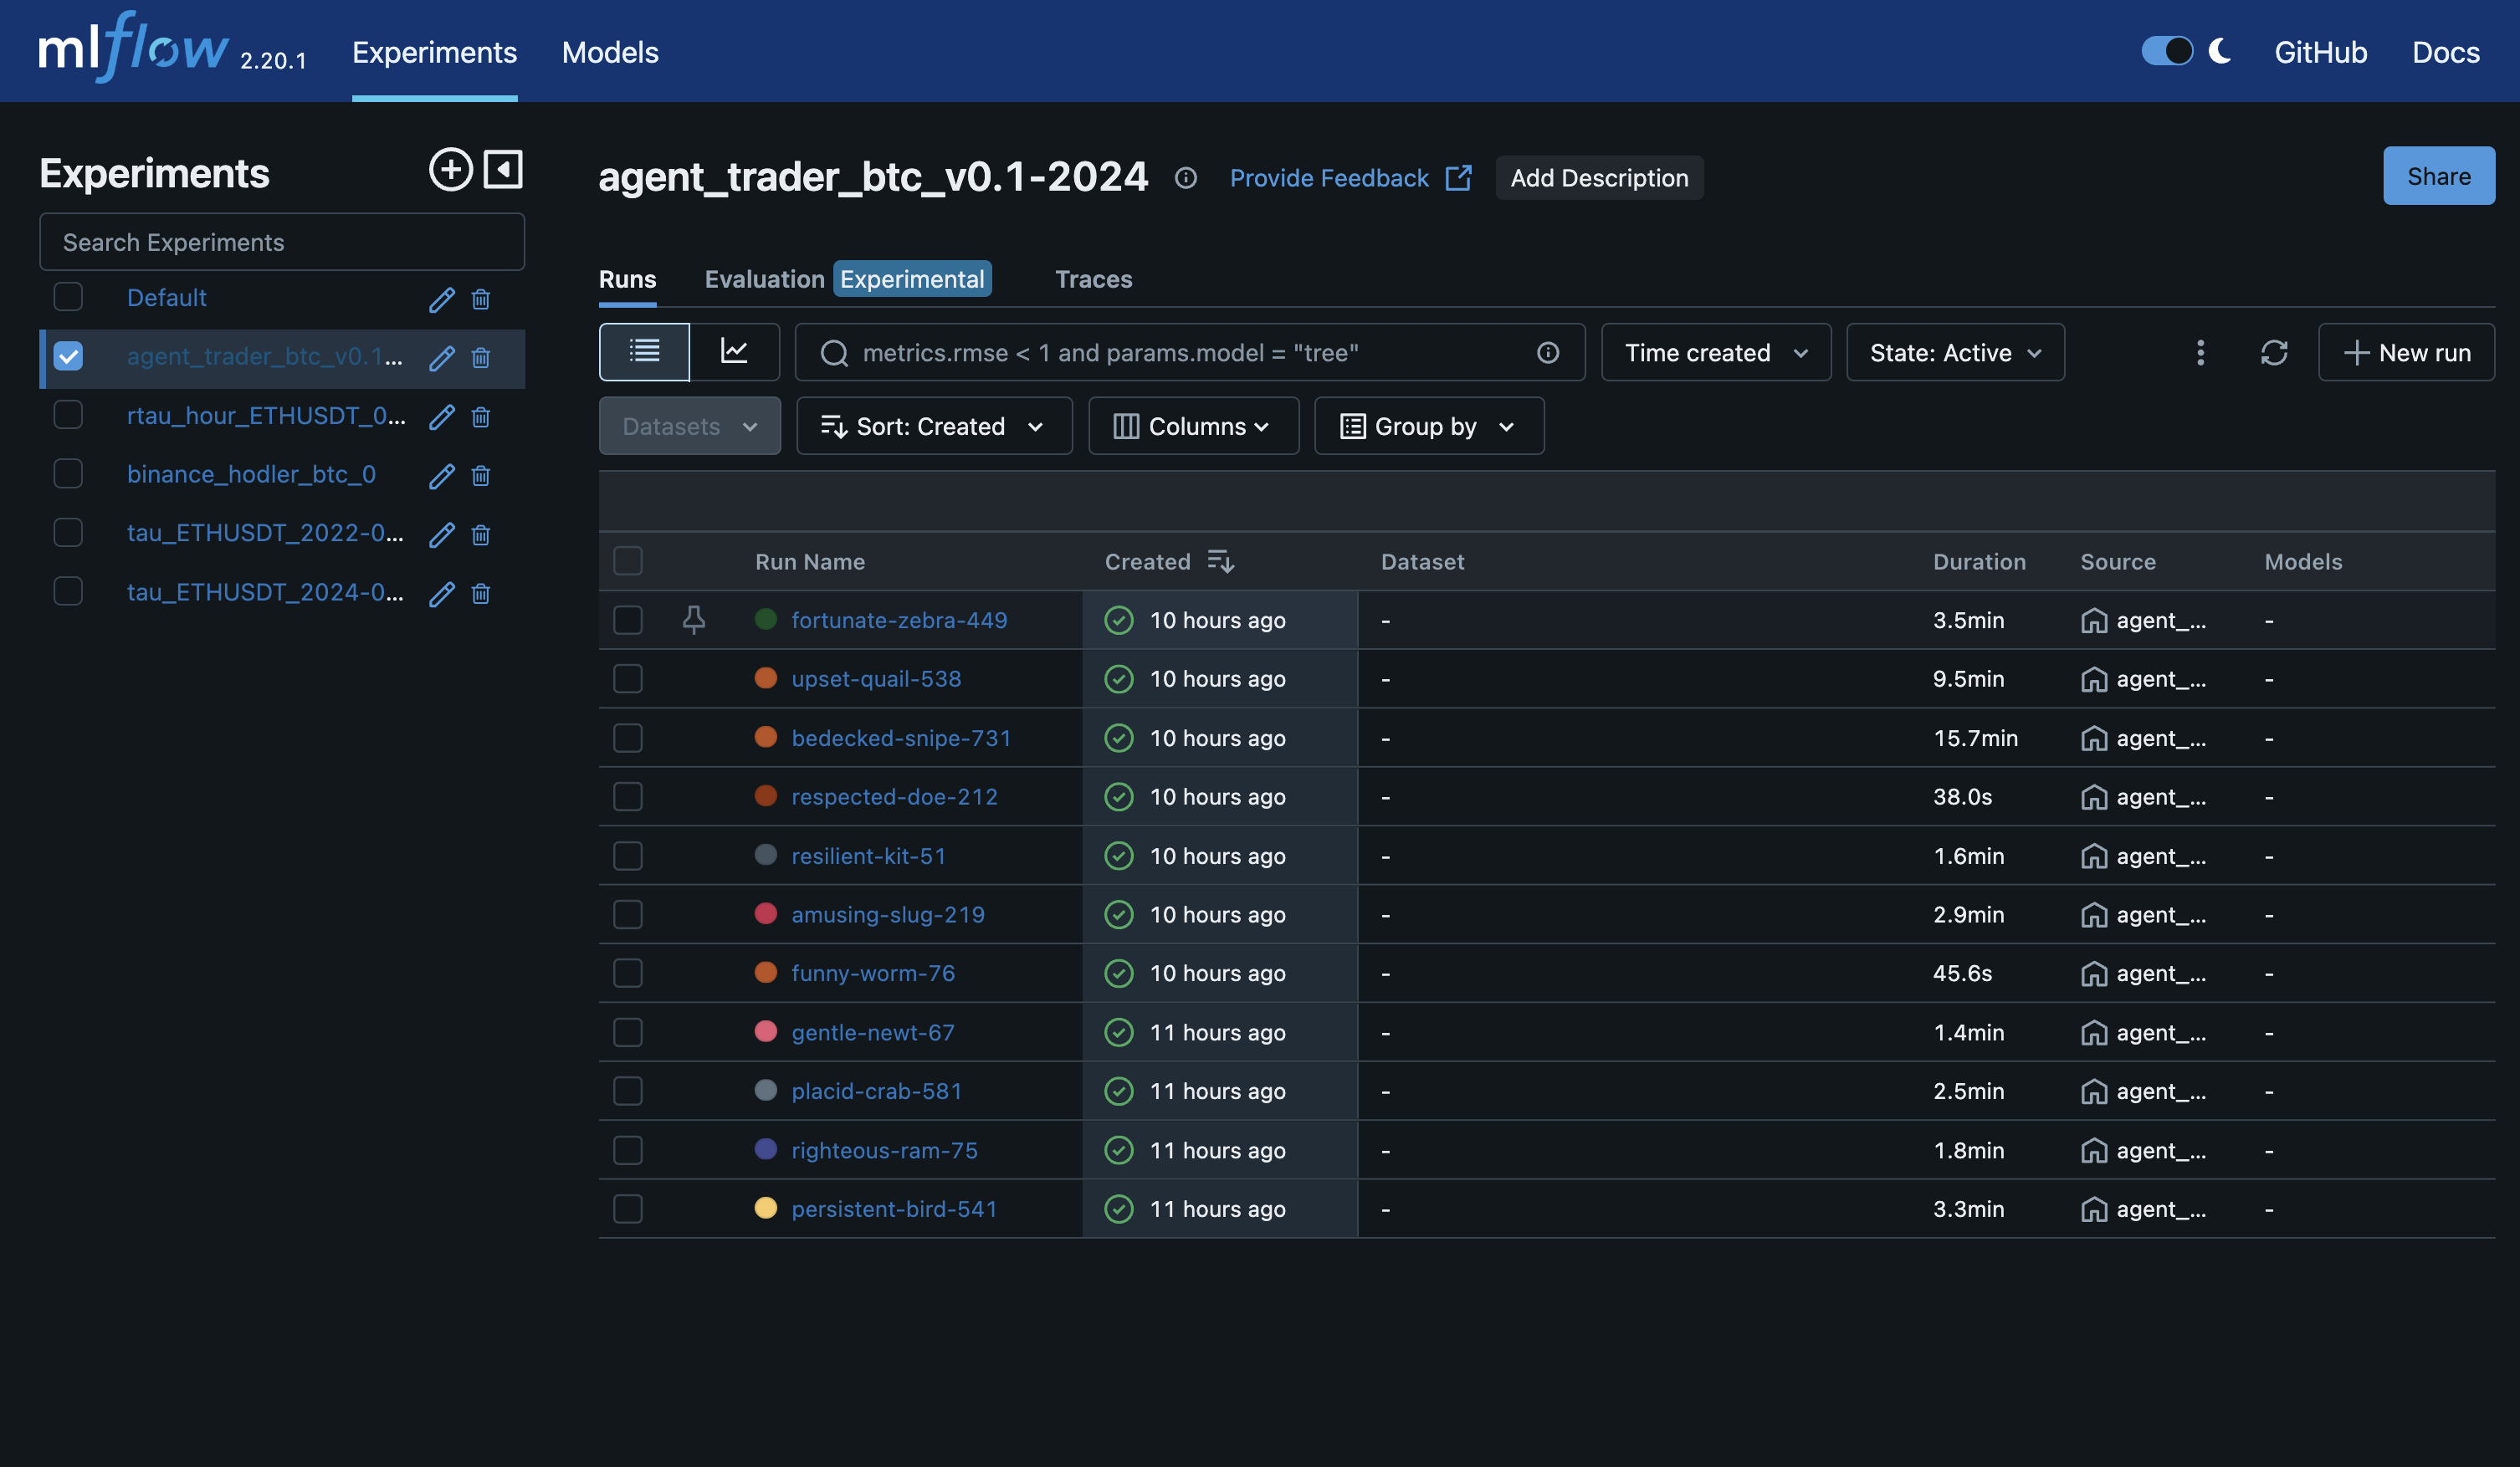 mlflow 2.20.1 Experiments Models GitHub Docs
Experiments
Search Experiments
Default
agent_trader_btc_v0.1...
rtau_hour_ETHUSDT_0...
binance_hodler_btc_0
tau_ETHUSDT_2022-0...
tau_ETHUSDT_2024-0...
agent_trader_btc_v0.1-2024 Provide Feedback Add Description Share
Runs Evaluation Experimental Traces
metrics.rmse < 1 and params.model = "tree" Time created State: Active New run
Datasets Sort: Created Columns Group by
Run Name Created Dataset Duration Source Models
fortunate-zebra-449 10 hours ago - 3.5min agent_... -
upset-quail-538 10 hours ago - 9.5min agent_... -
bedecked-snipe-731 10 hours ago - 15.7min agent_... -
respected-doe-212 10 hours ago - 38.0s agent_... -
resilient-kit-51 10 hours ago - 1.6min agent_... -
amusing-slug-219 10 hours ago - 2.9min agent_... -
funny-worm-76 10 hours ago - 45.6s agent_... -
gentle-newt-67 11 hours ago - 1.4min agent_... -
placid-crab-581 11 hours ago - 2.5min agent_... -
righteous-ram-75 11 hours ago - 1.8min agent_... -
persistent-bird-541 11 hours ago - 3.3min agent_... -